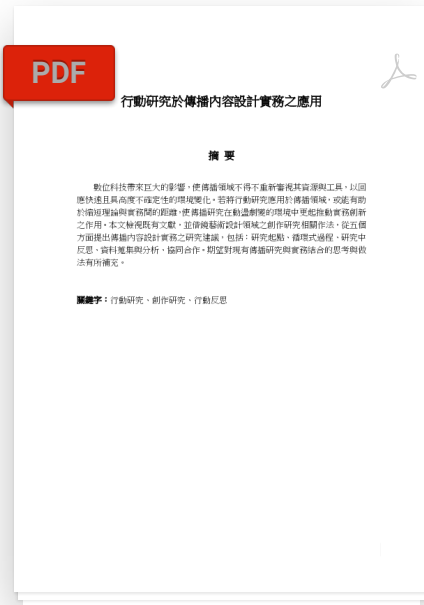 PDF
行動研究於傳播內容設計實務之應用
摘 要
數位科技帶來巨大的影響，使傳播領域不得不重新審視其資源與工具，以回
應快速且具高度不確定性的環境變化。若將行動研究應用於傳播領域，或能有助
於縮短理論與實務間的距離，使傳播研究在動盪劇變的環境中更起推動實務創新
之作用。本文檢視既有文獻，並借鏡藝術設計領域之創作研究相關作法，從五個
方面提出傳播內容設計實務之研究建議，包括：研究起點、循環式過程、研究中
反思、資料蒐集與分析、協同合作。期望對現有傳播研究與實務結合的思考與做
法有所補充。
關鍵字：行動研究、創作研究、行動反思